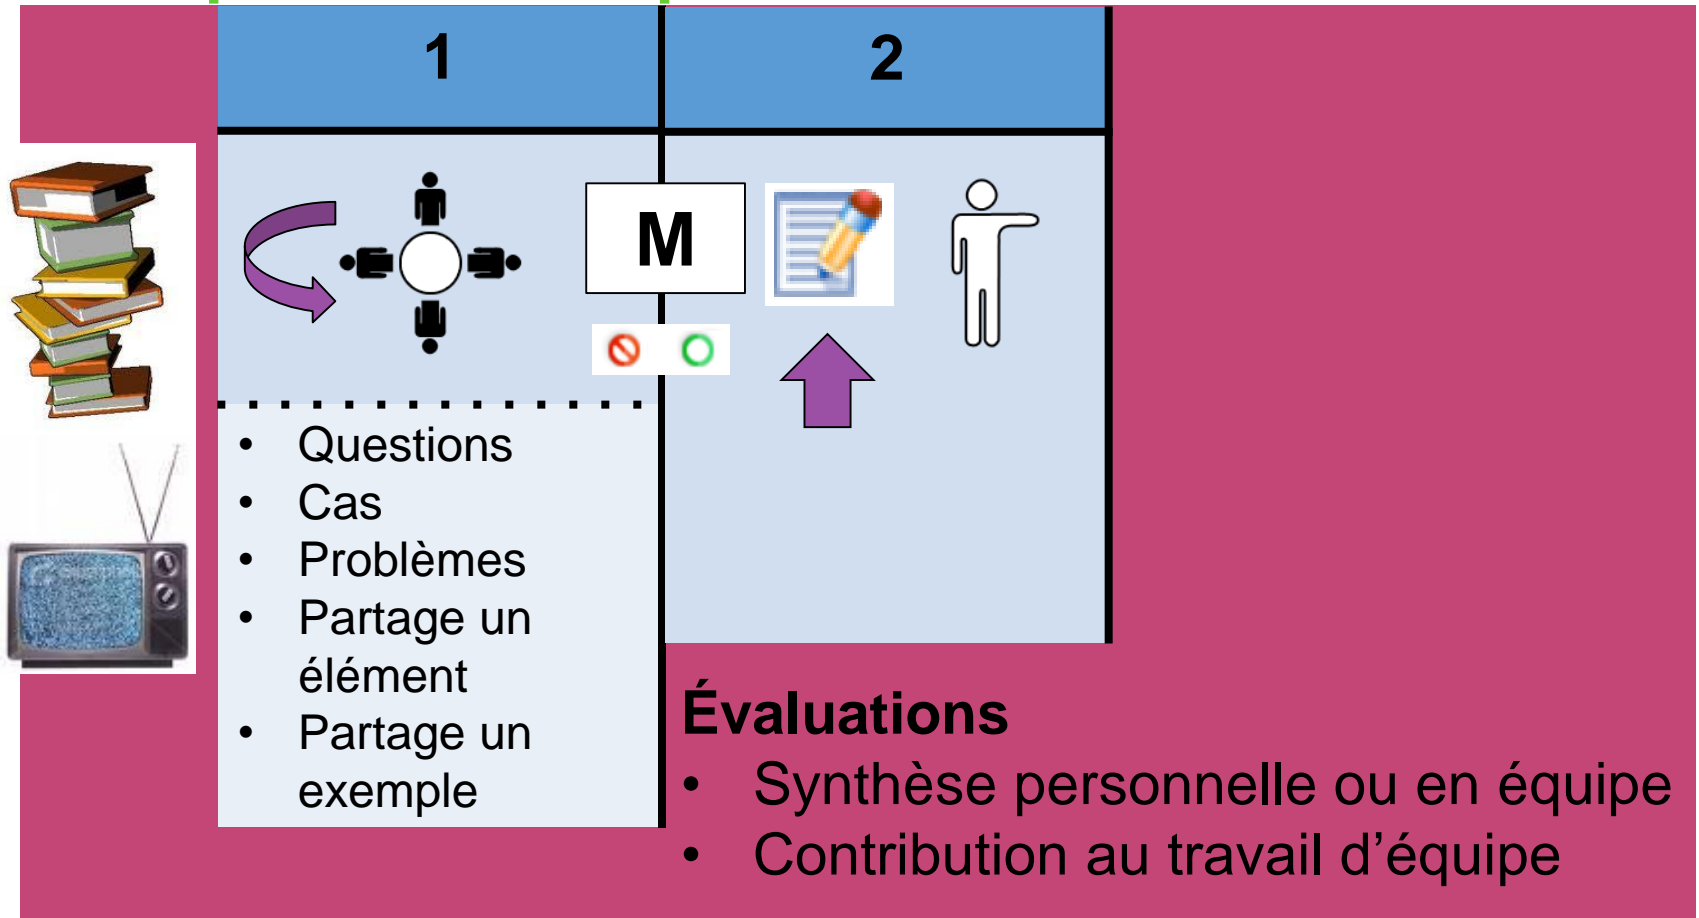 1
2
M
• Questions
• Cas
• Problèmes
• Partage un
élément
• Partage un
exemple
Évaluations
• Synthèse personnelle ou en équipe
• Contribution au travail d’équipe